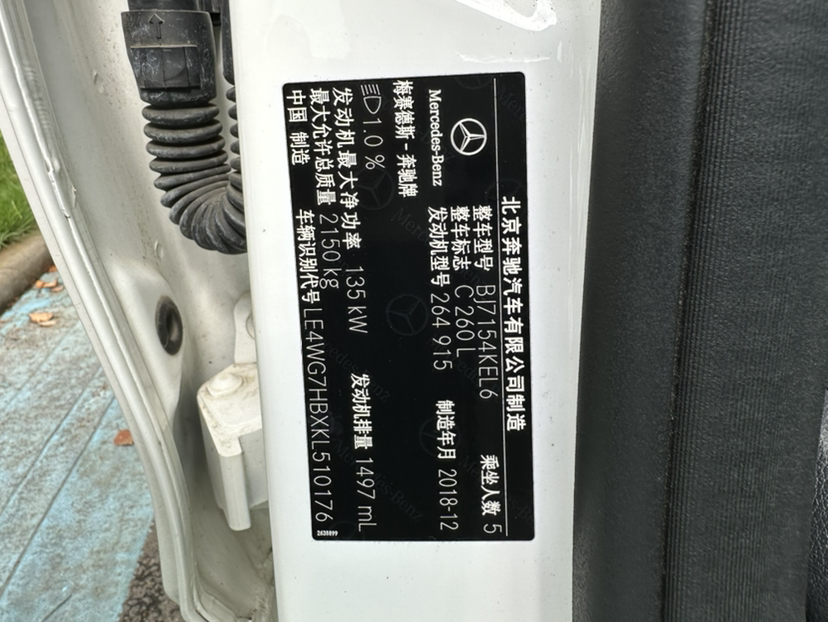 北京奔驰汽车有限公司制造
Mercedes-Benz
梅赛德斯-奔驰牌
整车型号 BJ7154KEL6 乘坐人数 5
整车标志 C 260 L
发动机型号 264 915 制造年月 2018-12
1.0 %
发动机最大净功率 135 kW 发动机排量 1497 mL
最大允许总质量 2150 kg
中国 制造 车辆识别代号 LE4WG7HBXKL510176